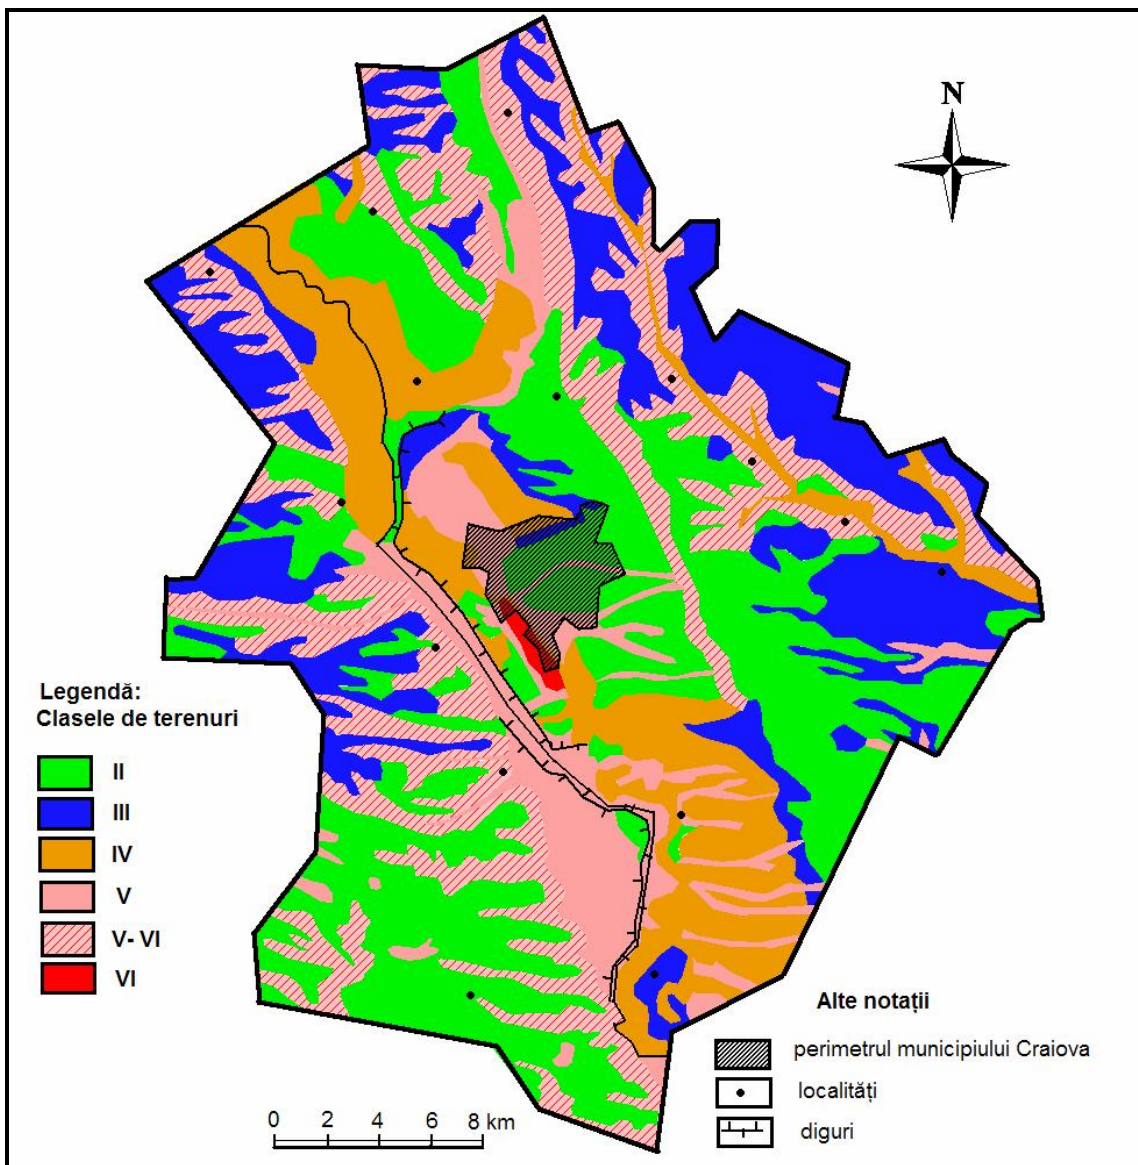 N
Legendă:
Clasele de terenuri
II
III
IV
V
V- VI
VI
Alte notații
perimetrul municipiului Craiova
localități
diguri
0 2 4 6 8 km